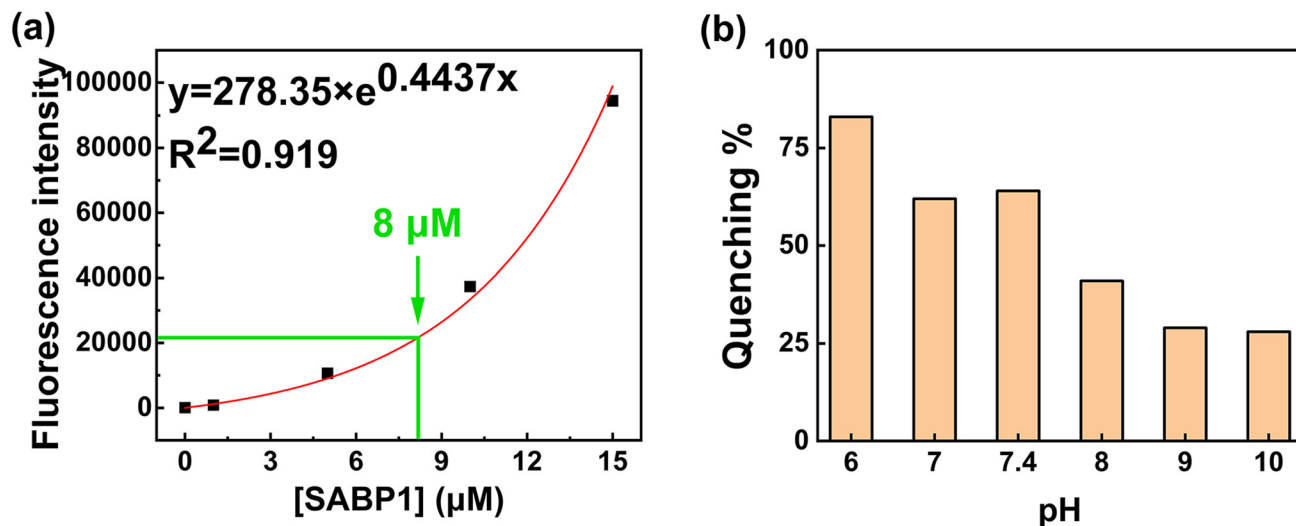 (a)
Fluorescence intensity
100000
80000
60000
40000
20000
0
y=278.35×e^0.4437x
R^2=0.919
8 μM
0 3 6 9 12 15
[SABP1] (μM)
(b)
Quenching %
100
75
50
25
0
6 7 7.4 8 9 10
pH